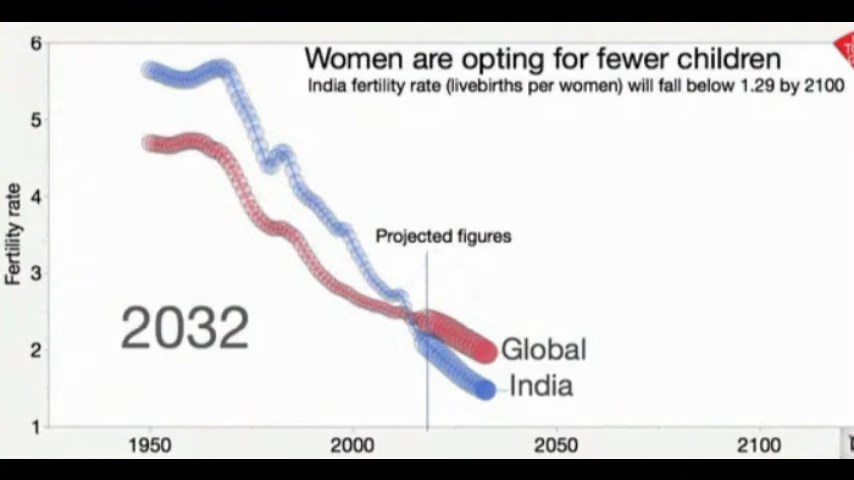 Women are opting for fewer children
India fertility rate (livebirths per women) will fall below 1.29 by 2100
6
5
4
3
2
1
Fertility rate
Projected figures
2032
Global
India
1950
2000
2050
2100